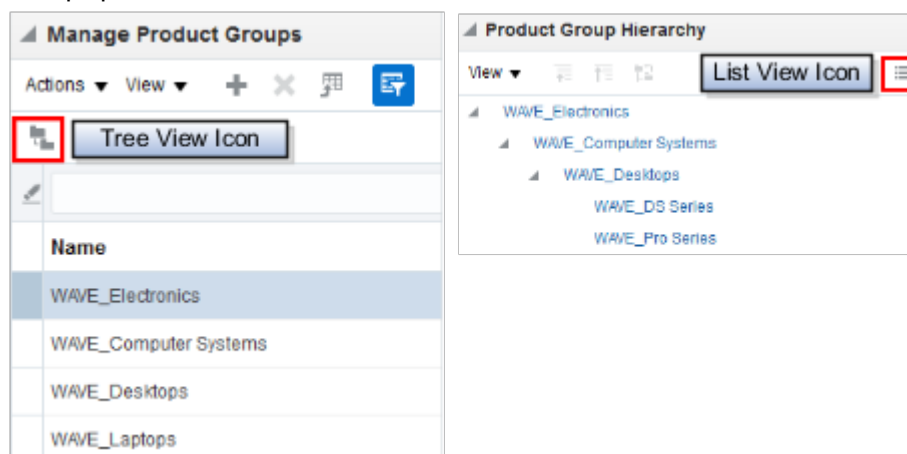 Manage Product Groups
Actions View
Tree View Icon
Name
WAVE_Electronics
WAVE_Computer Systems
WAVE_Desktops
WAVE_Laptops
Product Group Hierarchy
View List View Icon
WAVE_Electronics
WAVE_Computer Systems
WAVE_Desktops
WAVE_DS Series
WAVE_Pro Series